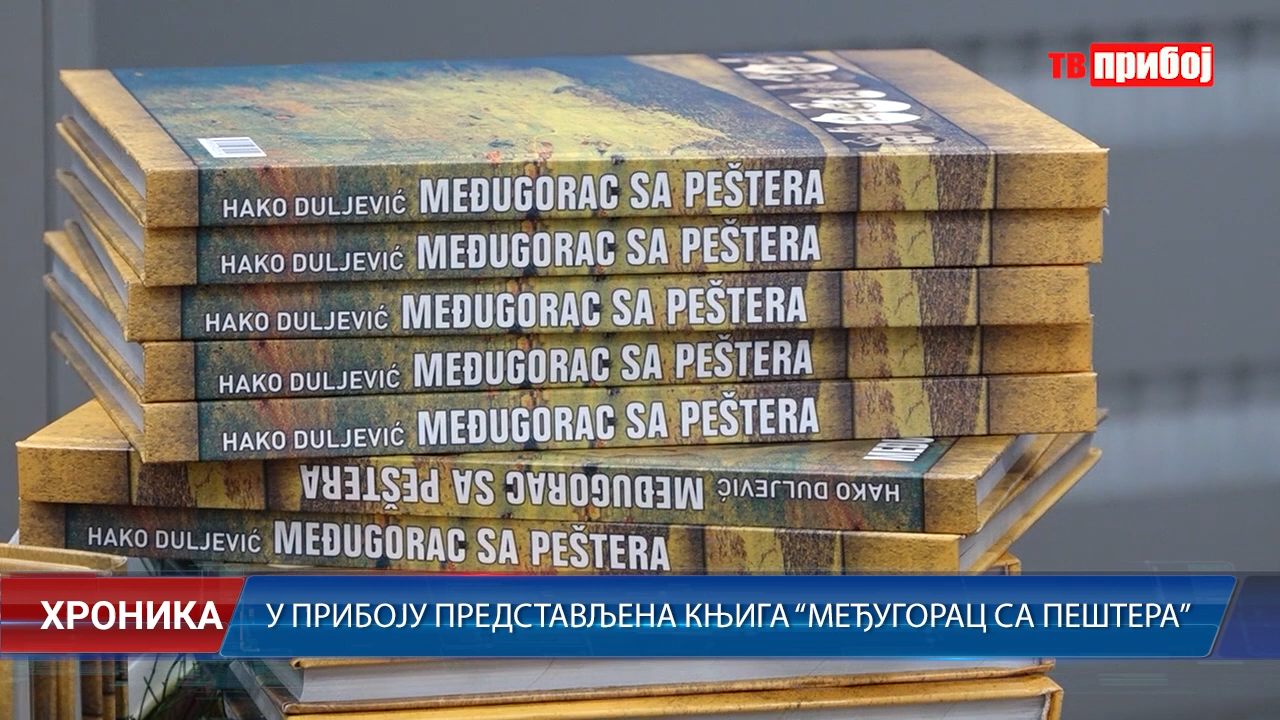 ТВ прибој
HAKO DULJEVIĆ MEĐUGORAC SA PEŠTERA
HAKO DULJEVIĆ MEĐUGORAC SA PEŠTERA
HAKO DULJEVIĆ MEĐUGORAC SA PEŠTERA
HAKO DULJEVIĆ MEĐUGORAC SA PEŠTERA
HAKO DULJEVIĆ MEĐUGORAC SA PEŠTERA
HAKO DULJEVIĆ MEĐUGORAC SA PEŠTERA
HAKO DULJEVIĆ MEĐUGORAC SA PEŠTERA
ХРОНИКА
У ПРИБОЈУ ПРЕДСТАВЉЕНА КЊИГА “МЕЂУГОРАЦ СА ПЕШТЕРА”